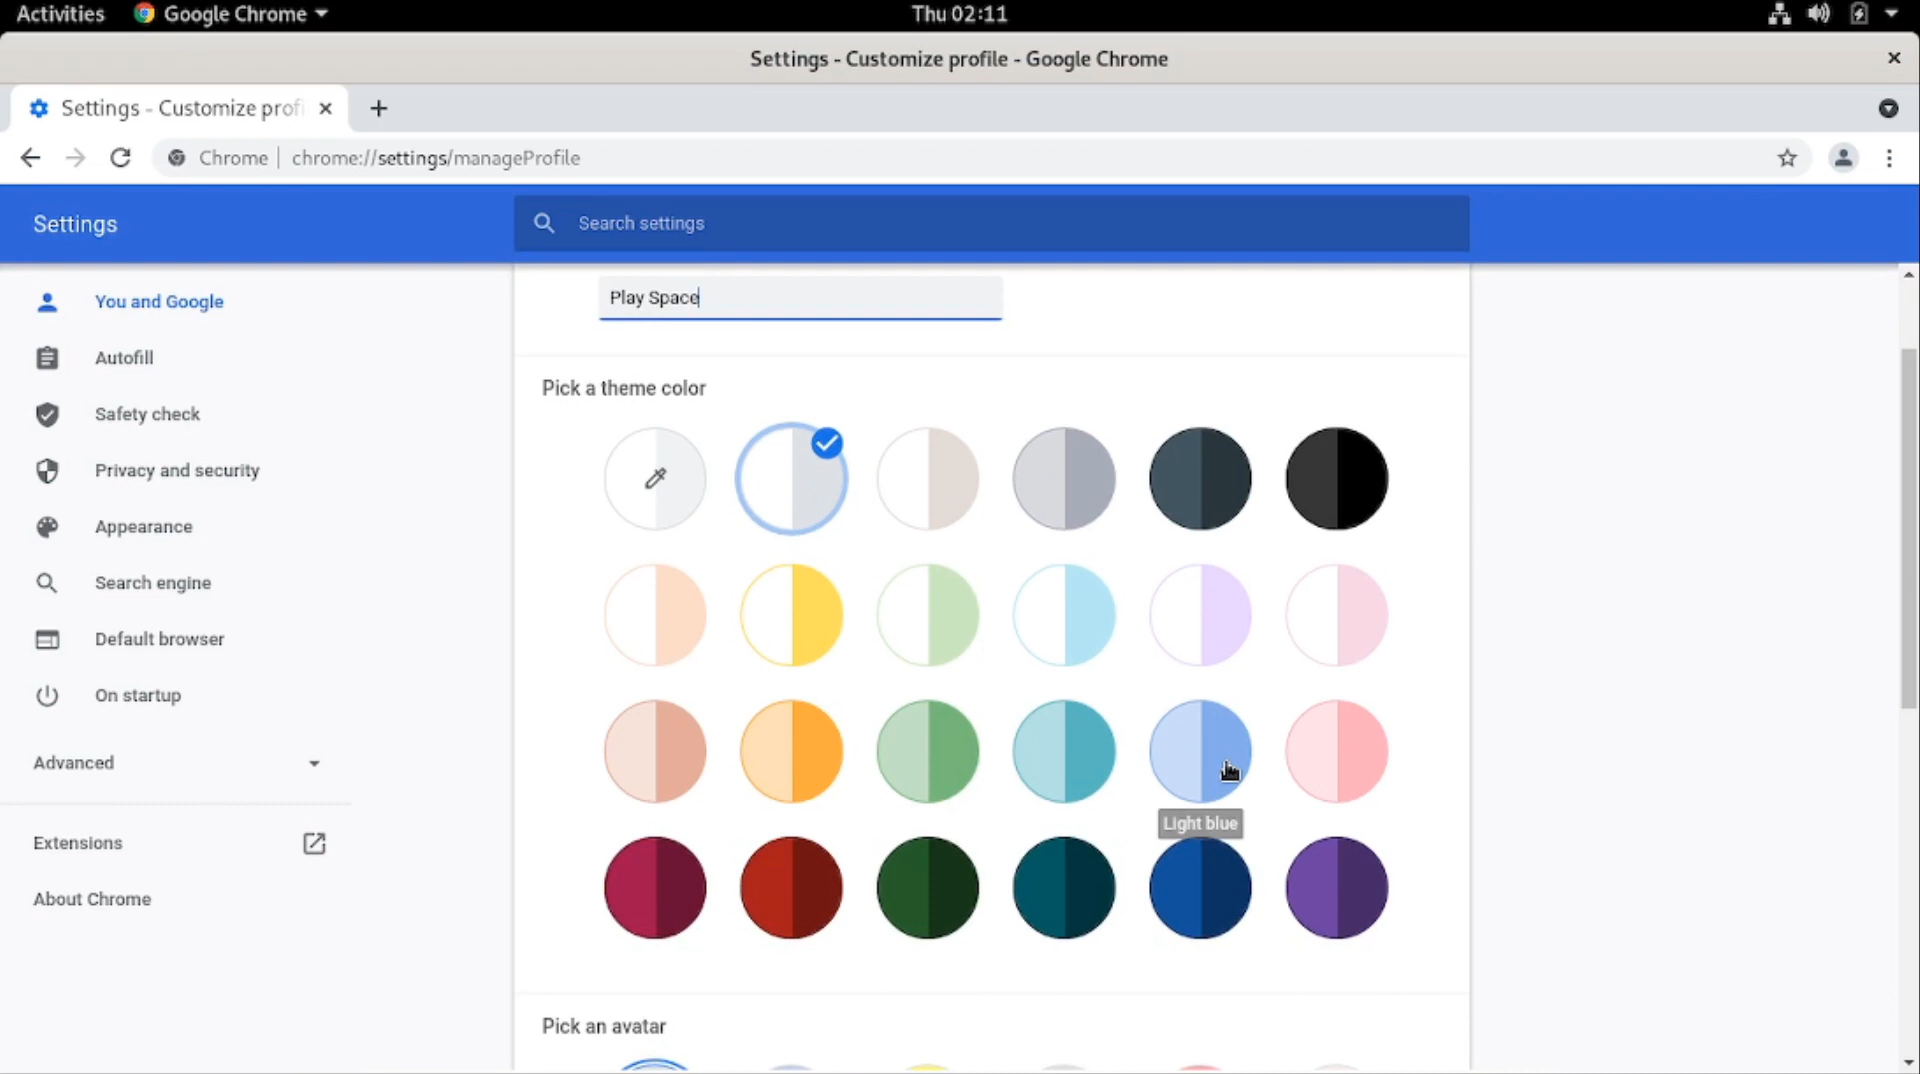 Activities
Google Chrome
Thu 02:11
Settings - Customize profile - Google Chrome
Settings - Customize profi
Chrome
chrome://settings/manageProfile
Settings
Search settings
You and Google
Autofill
Safety check
Privacy and security
Appearance
Search engine
Default browser
On startup
Advanced
Extensions
About Chrome
Play Space
Pick a theme color
Light blue
Pick an avatar